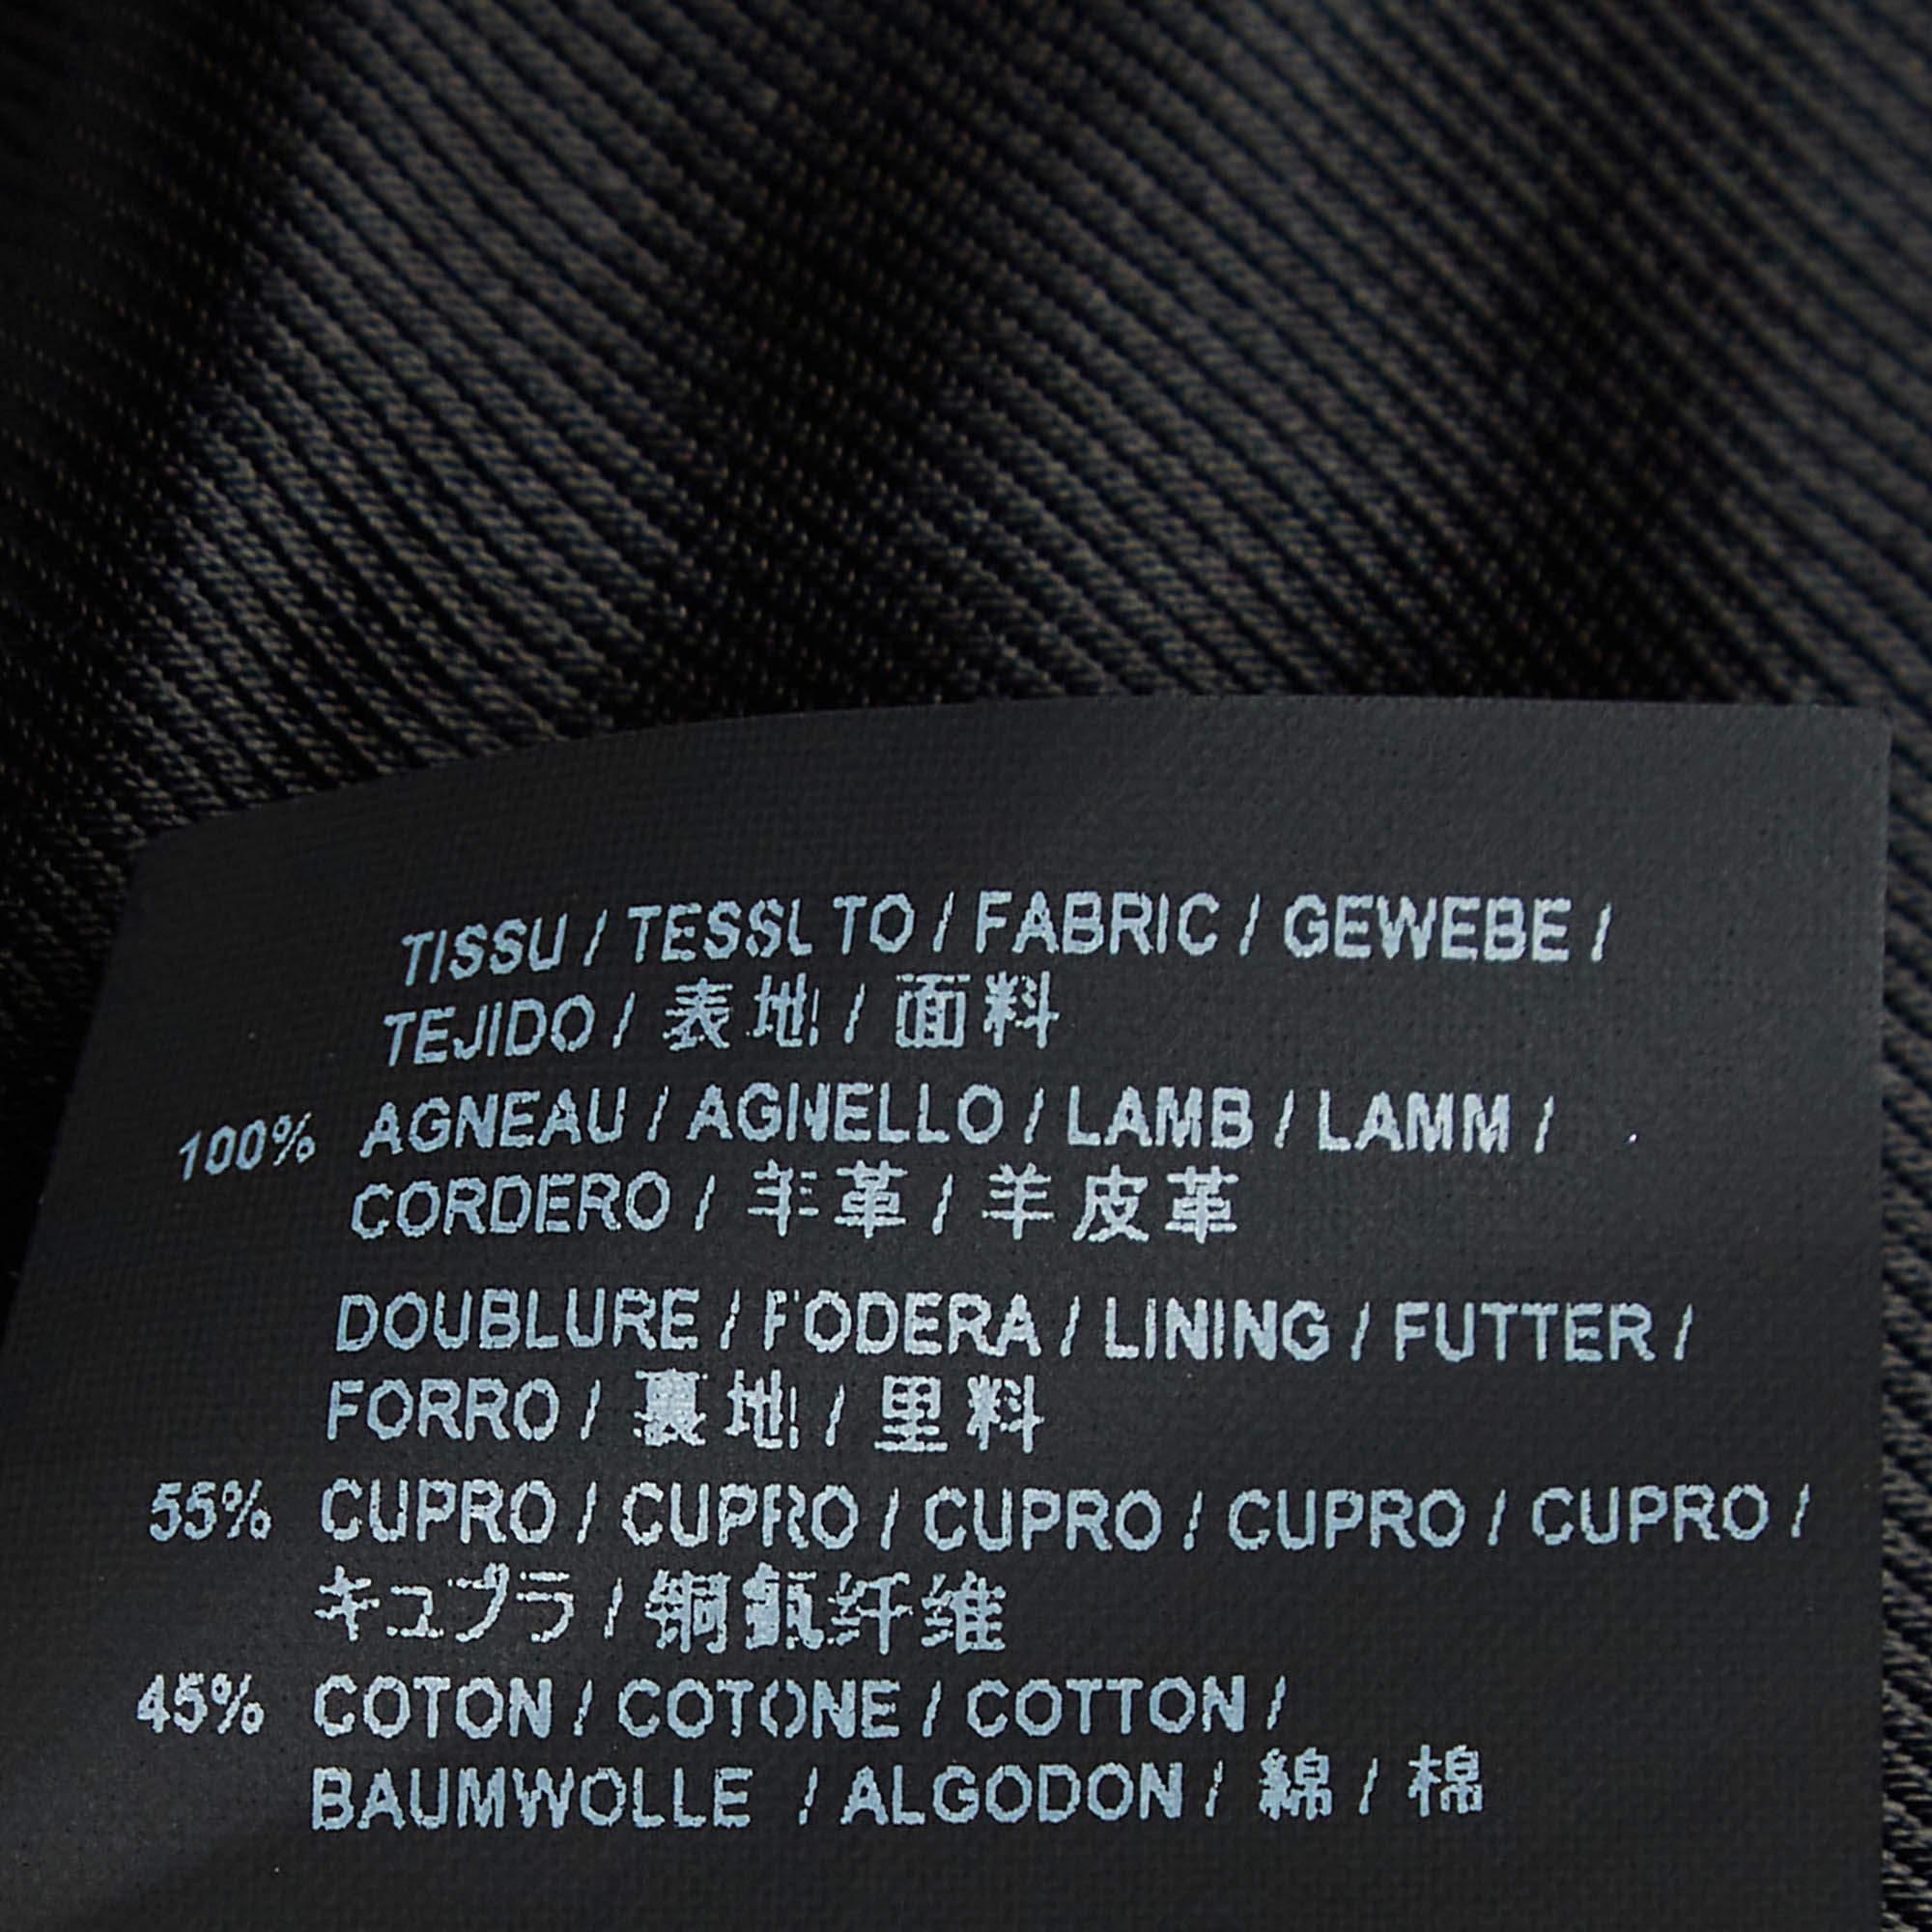 TISSU / TESSUTO / FABRIC / GEWEBE /
TEJIDO / 表地 / 面料
100% AGNEAU / AGNELLO / LAMB / LAMM /
CORDERO / 羊革 / 羊皮革
DOUBLURE / FODERA / LINING / FUTTER /
FORRO / 裏地 / 里料
55% CUPRO / CUPRO / CUPRO / CUPRO / CUPRO /
キュプラ / 铜氨纤维
45% COTON / COTONE / COTTON /
BAUMWOLLE / ALGODON / 綿 / 棉